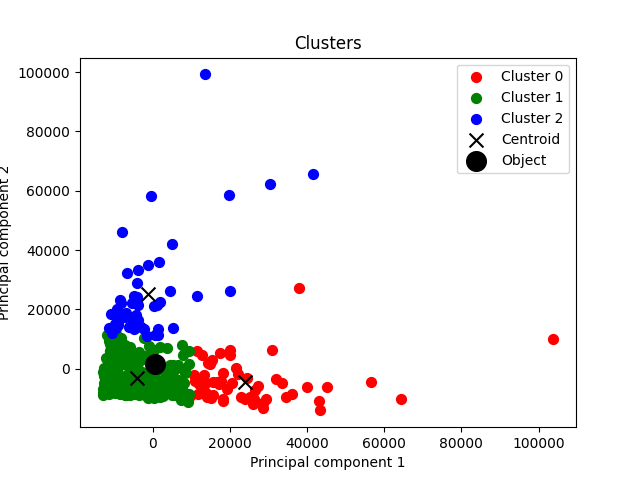 Clusters
Cluster 0
Cluster 1
Cluster 2
Centroid
Object
100000
80000
60000
40000
20000
0
Principal component 2
0
20000
40000
60000
80000
100000
Principal component 1